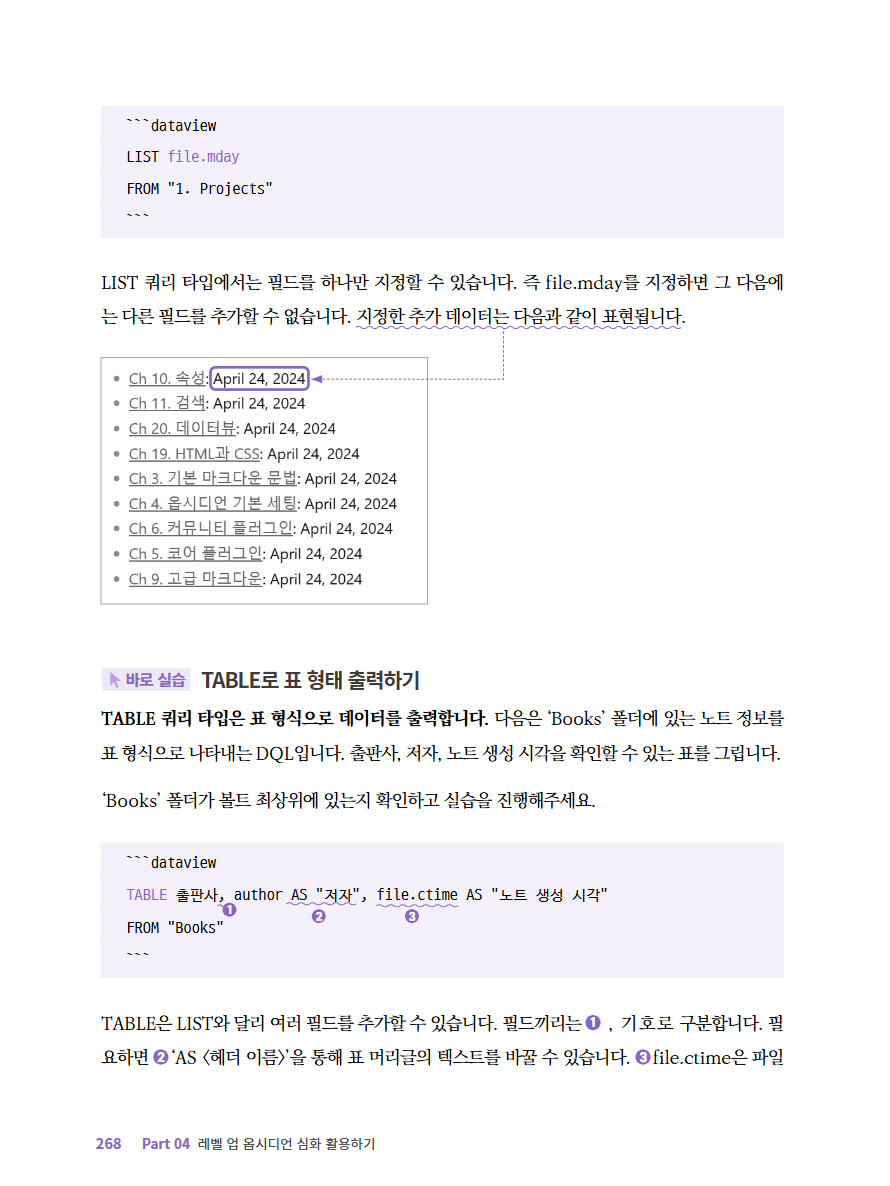 ```dataview
LIST file.mday
FROM "1. Projects"
```
LIST 쿼리 타입에서는 필드를 하나만 지정할 수 있습니다. 즉 file.mday를 지정하면 그 다음에
는 다른 필드를 추가할 수 없습니다. 지정한 추가 데이터는 다음과 같이 표현됩니다.
• Ch 10. 속성: April 24, 2024
• Ch 11. 검색: April 24, 2024
• Ch 20. 데이터뷰: April 24, 2024
• Ch 19. HTML과 CSS: April 24, 2024
• Ch 3. 기본 마크다운 문법: April 24, 2024
• Ch 4. 옵시디언 기본 세팅: April 24, 2024
• Ch 6. 커뮤니티 플러그인: April 24, 2024
• Ch 5. 코어 플러그인: April 24, 2024
• Ch 9. 고급 마크다운: April 24, 2024
바로 실습 TABLE로 표 형태 출력하기
TABLE 쿼리 타입은 표 형식으로 데이터를 출력합니다. 다음은 ‘Books’ 폴더에 있는 노트 정보를
표 형식으로 나타내는 DQL입니다. 출판사, 저자, 노트 생성 시각을 확인할 수 있는 표를 그립니다.
‘Books’ 폴더가 볼트 최상위에 있는지 확인하고 실습을 진행해주세요.
```dataview
TABLE 출판사, author AS "저자", file.ctime AS "노트 생성 시각"
❶ ❷ ❸
FROM "Books"
```
TABLE은 LIST와 달리 여러 필드를 추가할 수 있습니다. 필드끼리는 ❶ , 기호로 구분합니다. 필
요하면 ❷ ‘AS 〈헤더 이름〉’을 통해 표 머리글의 텍스트를 바꿀 수 있습니다. ❸ file.ctime은 파일
268 Part 04 레벨 업 옵시디언 심화 활용하기